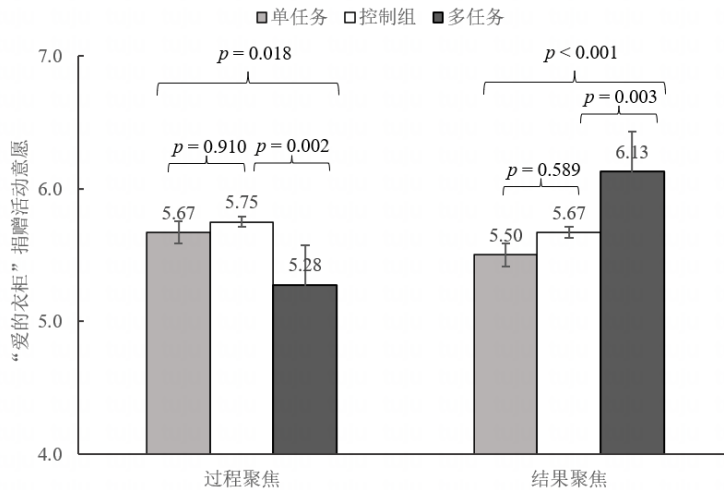 单任务 控制组 多任务
7.0
6.0
5.0
4.0
“爱的衣柜”捐赠活动意愿
p = 0.018
p = 0.910
p = 0.002
5.67
5.75
5.28
过程聚焦
p < 0.001
p = 0.003
p = 0.589
5.50
5.67
6.13
结果聚焦